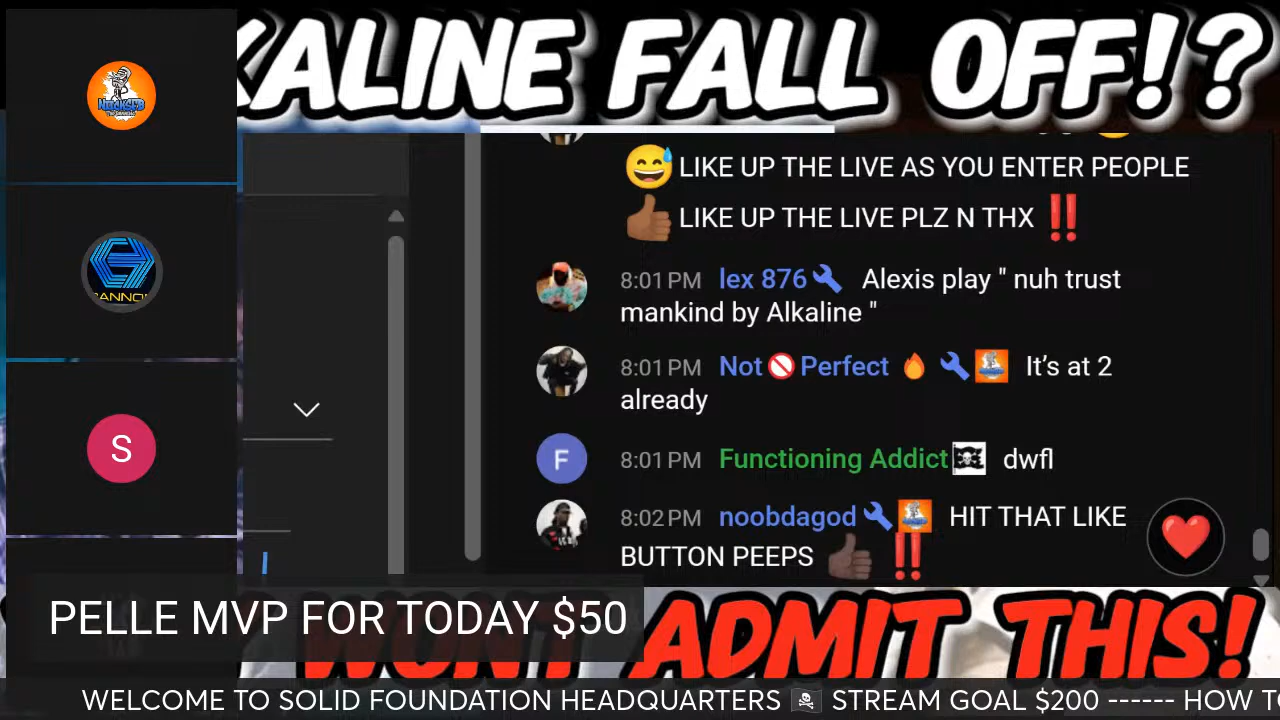 KALINE FALL OFF!?
😅 LIKE UP THE LIVE AS YOU ENTER PEOPLE
👍🏾 LIKE UP THE LIVE PLZ N THX ‼️
8:01 PM lex 876🔧 Alexis play " nuh trust
mankind by Alkaline "
8:01 PM Not🚫Perfect 🔥 🔧 It’s at 2
already
S
F
8:01 PM Functioning Addict dwfl
8:02 PM noobdagod🔧 HIT THAT LIKE
BUTTON PEEPS 👍🏿 ‼️
PELLE MVP FOR TODAY $50
WONT ADMIT THIS!
WELCOME TO SOLID FOUNDATION HEADQUARTERS 🏴‍☠️ STREAM GOAL $200 ------ HOW TO